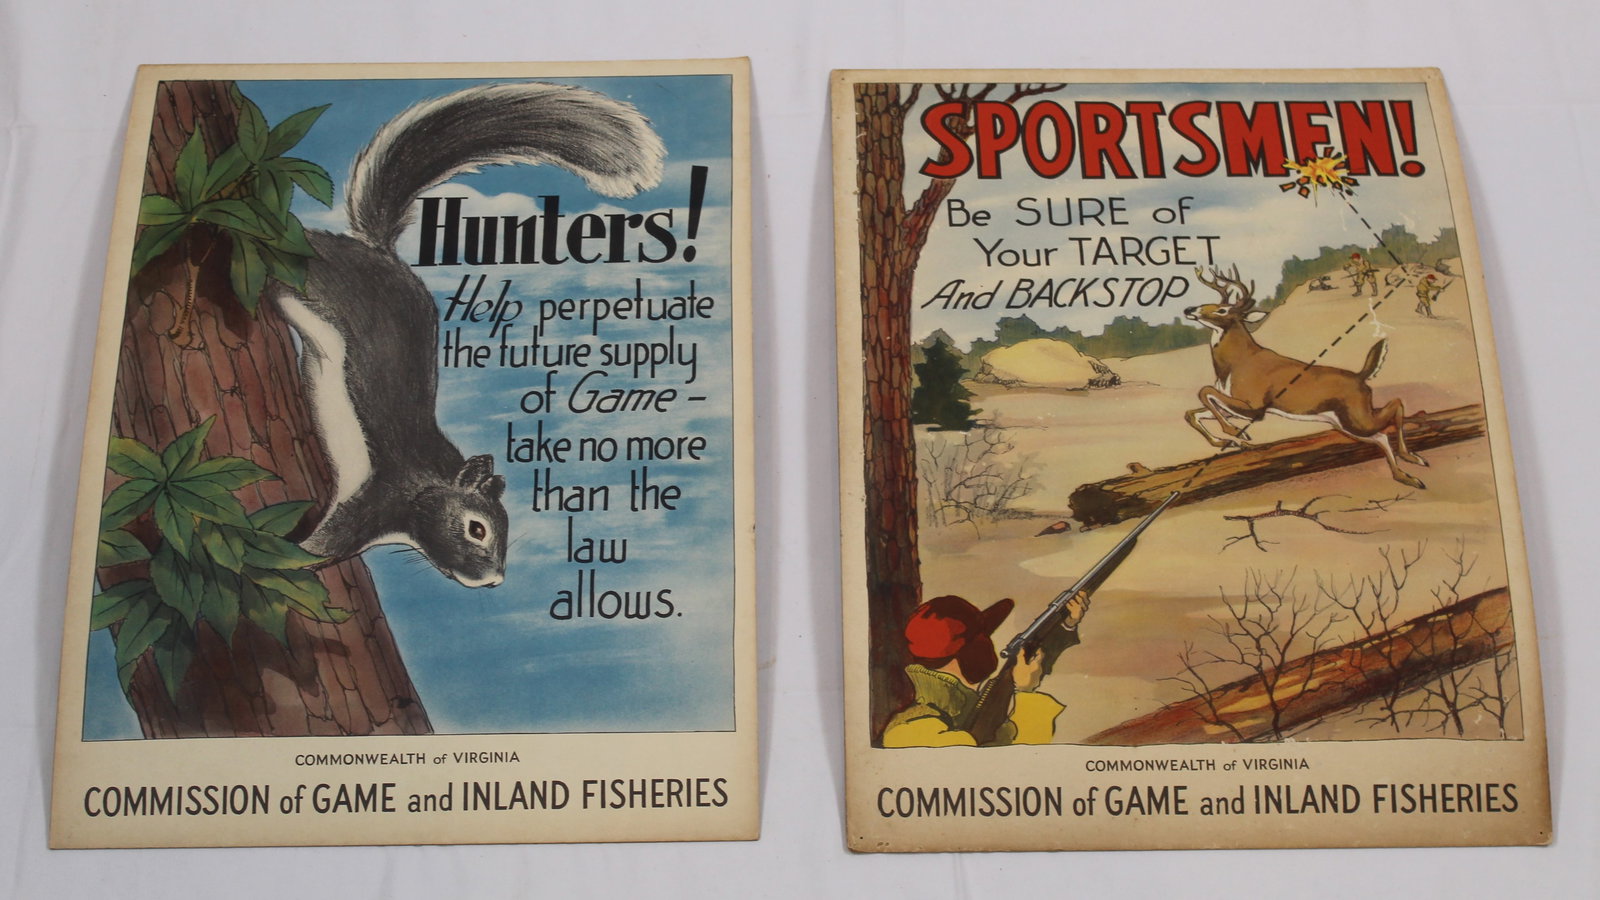 Hunters!
Help perpetuate
the future supply
of Game –
take no more
than the
law
allows.
COMMONWEALTH of VIRGINIA
COMMISSION of GAME and INLAND FISHERIES
SPORTSMEN!
Be SURE of
Your TARGET
And BACKSTOP
COMMONWEALTH of VIRGINIA
COMMISSION of GAME and INLAND FISHERIES